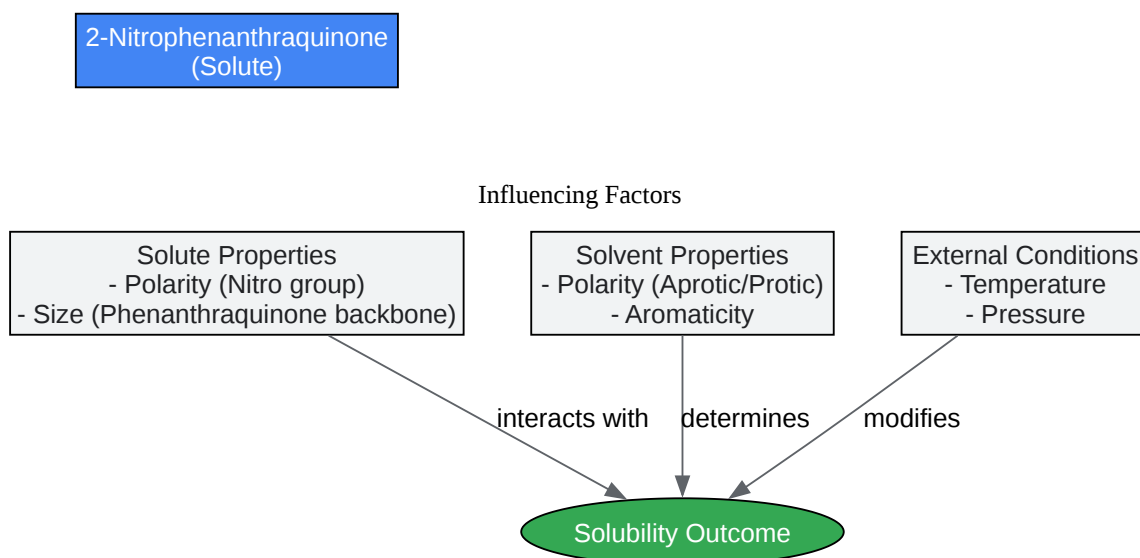 2-Nitrophenanthraquinone
(Solute)
Influencing Factors
Solute Properties
- Polarity (Nitro group)
- Size (Phenanthraquinone backbone)
Solvent Properties
- Polarity (Aprotic/Protic)
- Aromaticity
External Conditions
- Temperature
- Pressure
interacts with
determines
modifies
Solubility Outcome